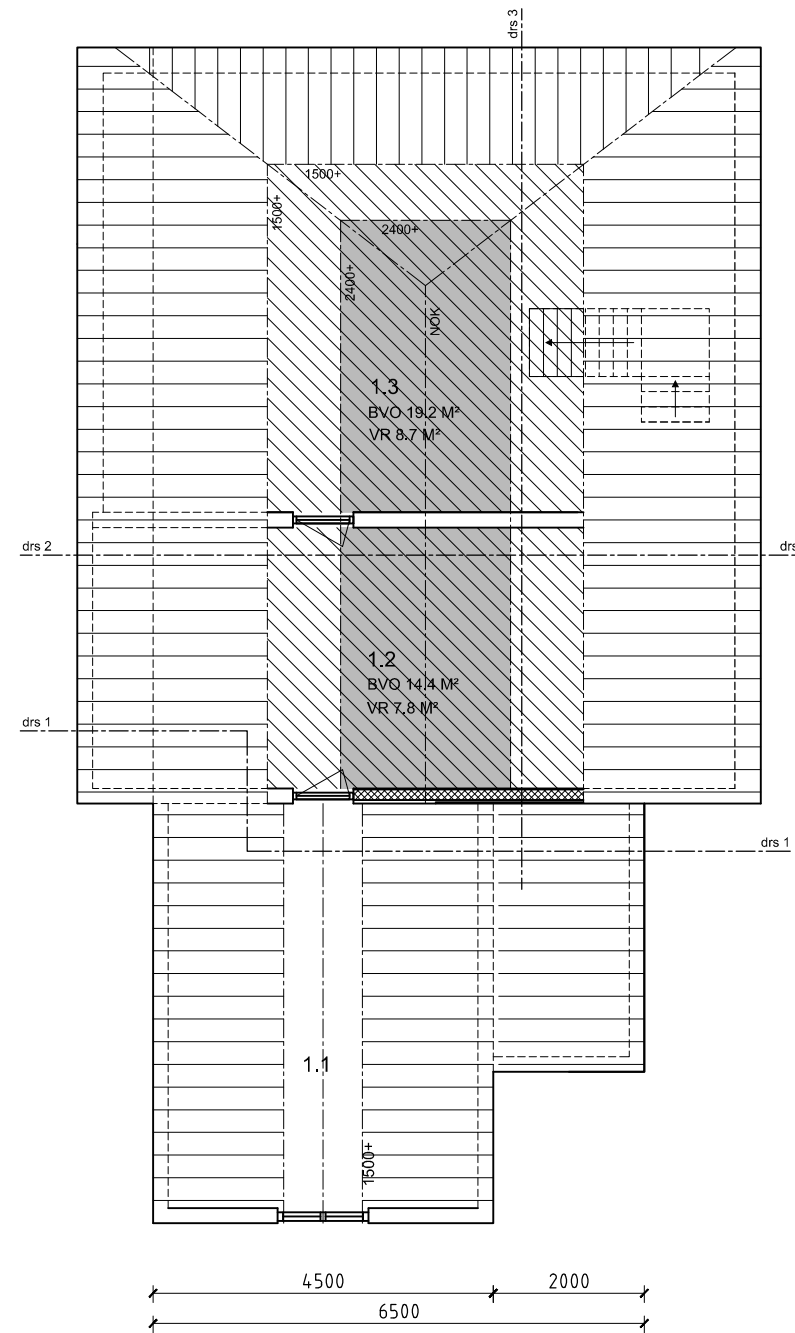 drs 3
1500+
1500+
2400+
2400+
NOK
1.3
BVO 19.2 M²
VR 8.7 M²
drs 2
drs
1.2
BVO 14.4 M²
VR 7.8 M²
drs 1
drs 1
1.1
1500+
4500
2000
6500